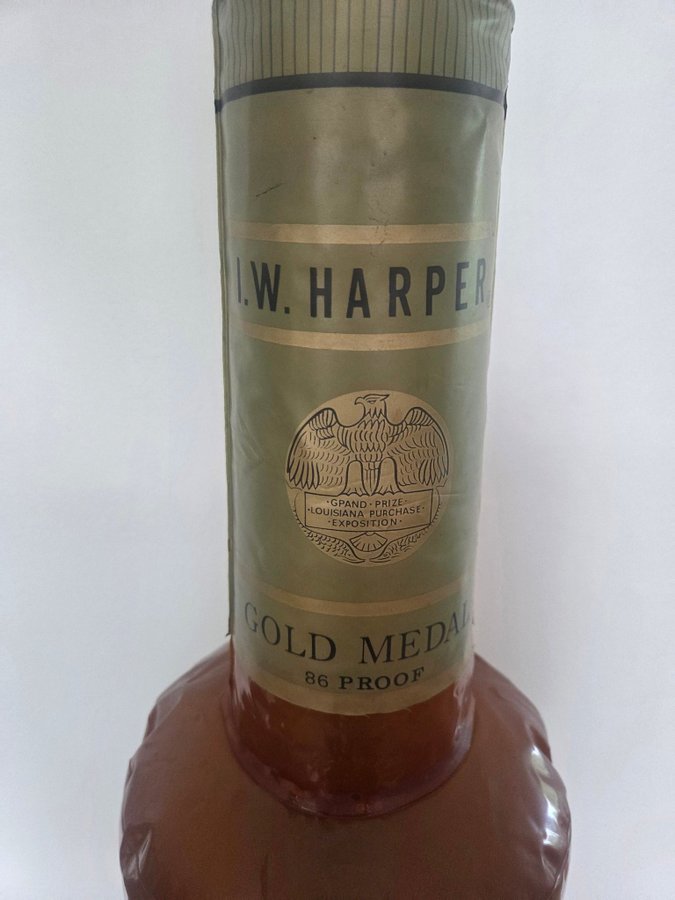 I.W. HARPER
·GRAND·PRIZE·
·LOUISIANA PURCHASE·
·EXPOSITION·
GOLD MEDAL
86 PROOF